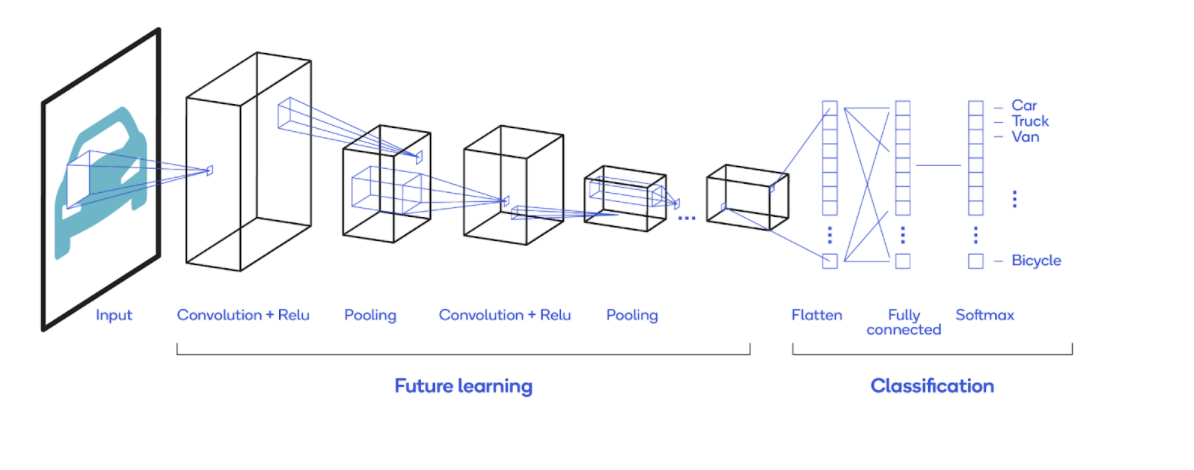 Car
Truck
Van
Bicycle
Input
Convolution + Relu
Pooling
Convolution + Relu
Pooling
Flatten
Fully
connected
Softmax
Future learning
Classification